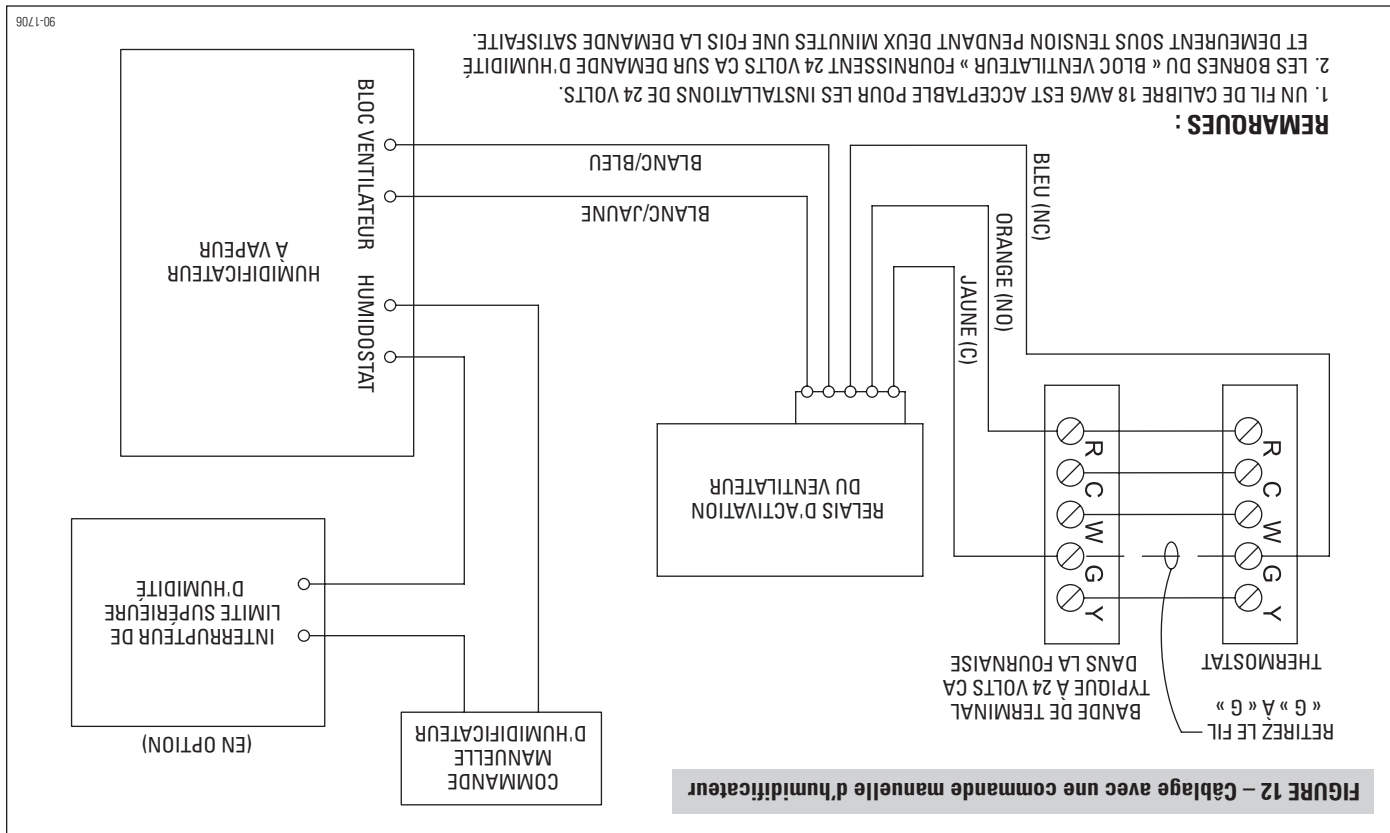 FIGURE 12 – Câblage avec une commande manuelle d'humidificateur
RETIREZ LE FIL
« G » À « G »
THERMOSTAT
BANDE DE TERMINAL
TYPIQUE À 24 VOLTS CA
DANS LA FOURNAISE
Y
G
W
C
R
Y
G
W
C
R
COMMANDE
MANUELLE
D'HUMIDIFICATEUR
(EN OPTION)
INTERRUPTEUR DE
LIMITE SUPÉRIEURE
D'HUMIDITÉ
RELAIS D'ACTIVATION
DU VENTILATEUR
JAUNE (C)
ORANGE (NO)
BLEU (NC)
HUMIDOSTAT
HUMIDIFICATEUR
À VAPEUR
BLOC VENTILATEUR
BLANC/JAUNE
BLANC/BLEU
REMARQUES :
1. UN FIL DE CALIBRE 18 AWG EST ACCEPTABLE POUR LES INSTALLATIONS DE 24 VOLTS.
2. LES BORNES DU « BLOC VENTILATEUR » FOURNISSENT 24 VOLTS CA SUR DEMANDE D'HUMIDITÉ
ET DEMEURENT SOUS TENSION PENDANT DEUX MINUTES UNE FOIS LA DEMANDE SATISFAITE.
90-1706